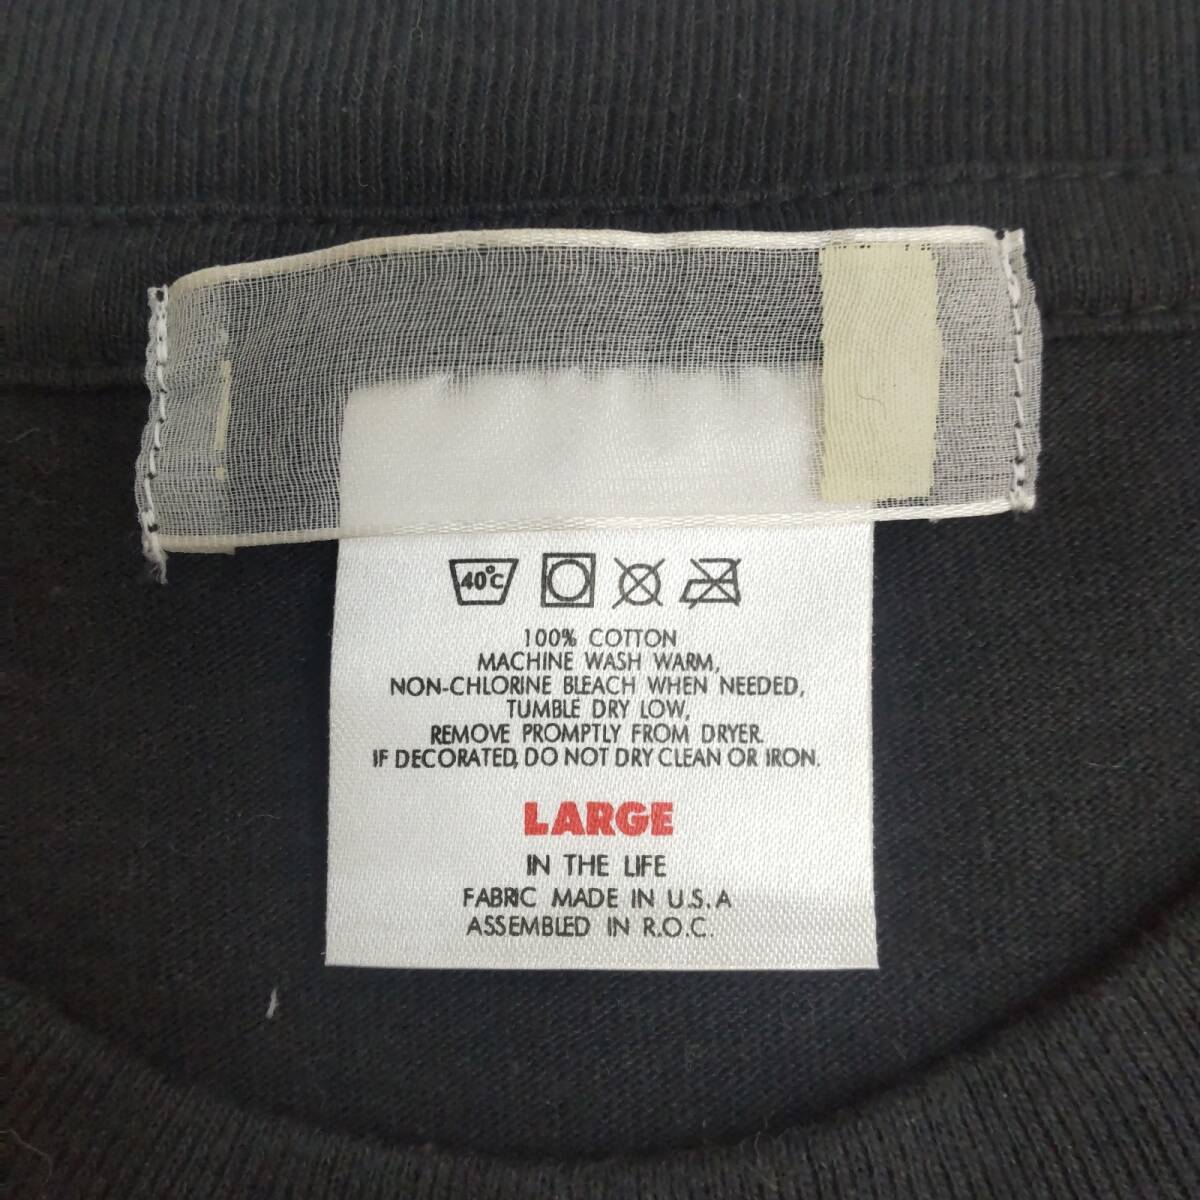 40°C
100% COTTON
MACHINE WASH WARM,
NON-CHLORINE BLEACH WHEN NEEDED,
TUMBLE DRY LOW,
REMOVE PROMPTLY FROM DRYER.
IF DECORATED, DO NOT DRY CLEAN OR IRON.
LARGE
IN THE LIFE
FABRIC MADE IN U.S.A
ASSEMBLED IN R.O.C.